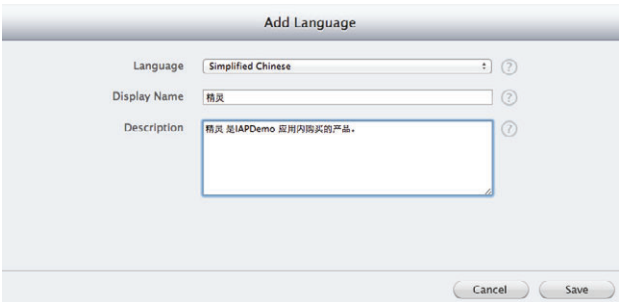 Add Language
Language Simplified Chinese ?
Display Name 精灵 ?
Description 精灵 是IAPDemo 应用内购买的产品。 ?
Cancel Save